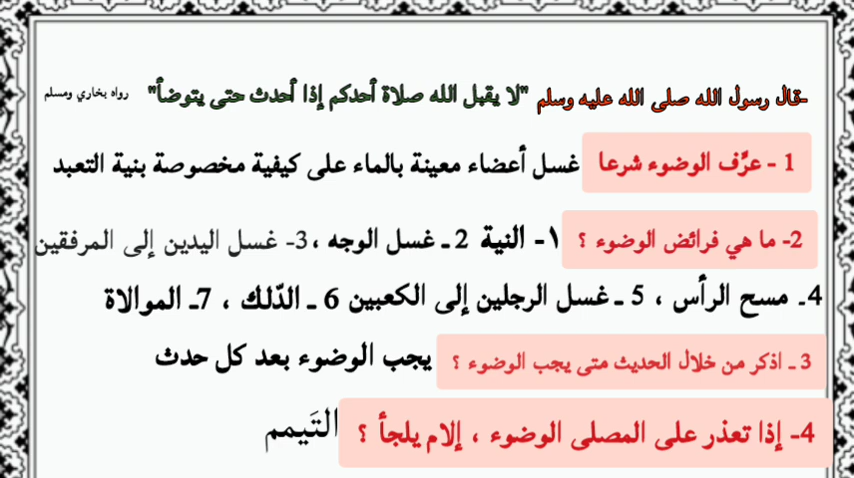 -قال رسول الله صلى الله عليه وسلم "لا يقبل الله صلاة أحدكم إذا أحدث حتى يتوضأ" رواه بخاري ومسلم
1 - عرّف الوضوء شرعا غسل أعضاء معينة بالماء على كيفية مخصوصة بنية التعبد
2- ما هي فرائض الوضوء ؟ ١- النية 2 ـ غسل الوجه ،3- غسل اليدين إلى المرفقين
4ـ مسح الرأس ، 5 ـ غسل الرجلين إلى الكعبين 6 ـ الدّلك ، 7ـ الموالاة
3 ـ اذكر من خلال الحديث متى يجب الوضوء ؟ يجب الوضوء بعد كل حدث
4- إذا تعذر على المصلى الوضوء ، إلام يلجأ ؟ التَيمم